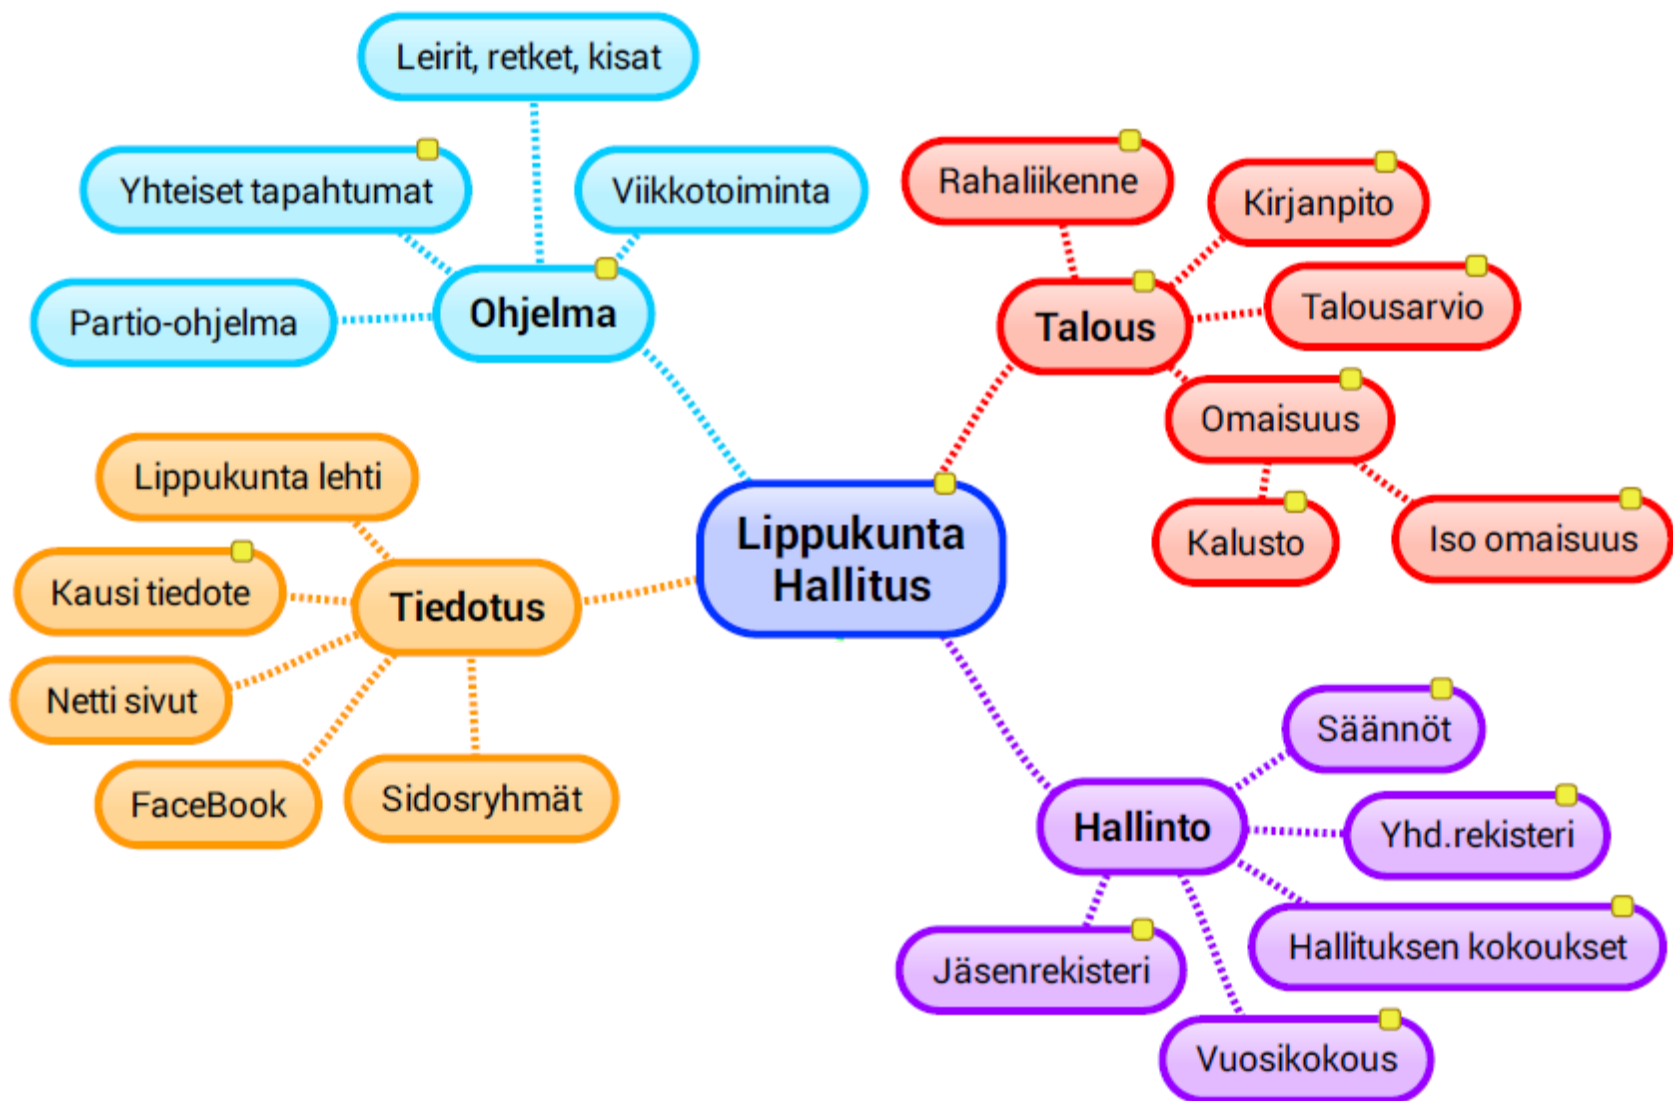 Leirit, retket, kisat
Yhteiset tapahtumat
Viikkotoiminta
Partio-ohjelma
Ohjelma
Rahaliikenne
Kirjanpito
Talousarvio
Talous
Omaisuus
Kalusto
Iso omaisuus
Lippukunta
Hallitus
Lippukunta lehti
Kausi tiedote
Tiedotus
Netti sivut
FaceBook
Sidosryhmät
Säännöt
Hallinto
Yhd.rekisteri
Hallituksen kokoukset
Jäsenrekisteri
Vuosikokous